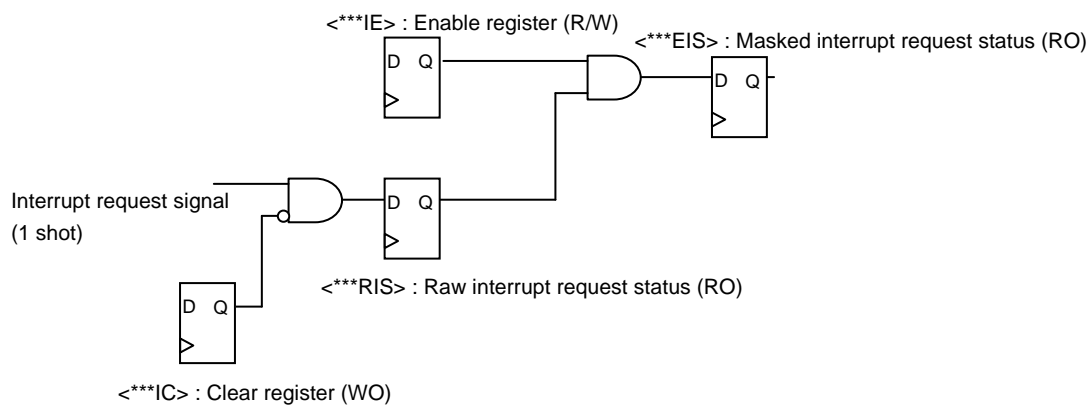 <***IE> : Enable register (R/W)
<***EIS> : Masked interrupt request status (RO)
D Q
D Q
Interrupt request signal
(1 shot)
D Q
<***RIS> : Raw interrupt request status (RO)
D Q
<***IC> : Clear register (WO)